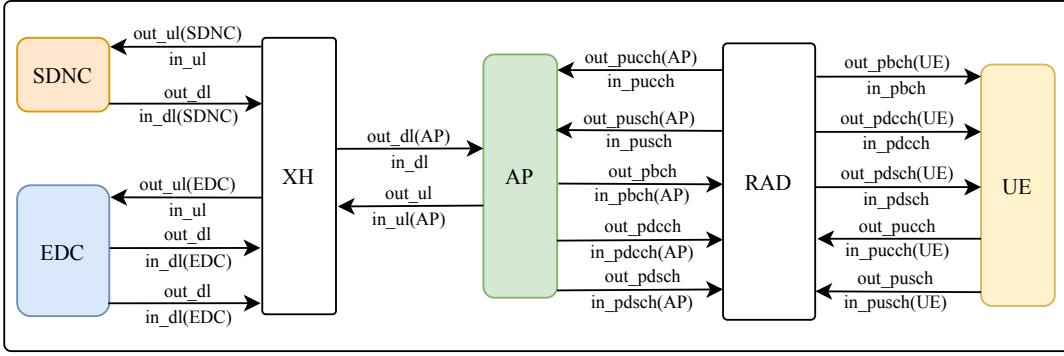 SDNC
out_ul(SDNC)
in_ul
out_dl
in_dl(SDNC)
EDC
out_ul(EDC)
in_ul
out_dl
in_dl(EDC)
out_dl
in_dl(EDC)
XH
out_dl(AP)
in_dl
out_ul
in_ul(AP)
AP
out_pucch(AP)
in_pucch
out_pusch(AP)
in_pusch
out_pbch
in_pbch(AP)
out_pdcch
in_pdcch(AP)
out_pdsch
in_pdsch(AP)
RAD
out_pbch(UE)
in_pbch
out_pdcch(UE)
in_pdcch
out_pdsch(UE)
in_pdsch
out_pucch
in_pucch(UE)
out_pusch
in_pusch(UE)
UE